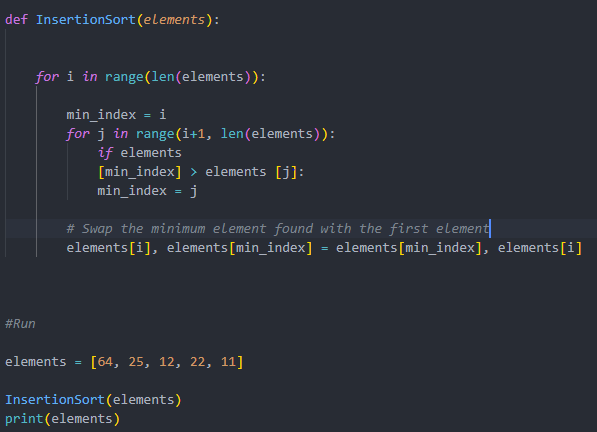 def InsertionSort(elements):
for i in range(len(elements)):
min_index = i
for j in range(i+1, len(elements)):
if elements
[min_index] > elements [j]:
min_index = j
# Swap the minimum element found with the first element
elements[i], elements[min_index] = elements[min_index], elements[i]
#Run
elements = [64, 25, 12, 22, 11]
InsertionSort(elements)
print(elements)